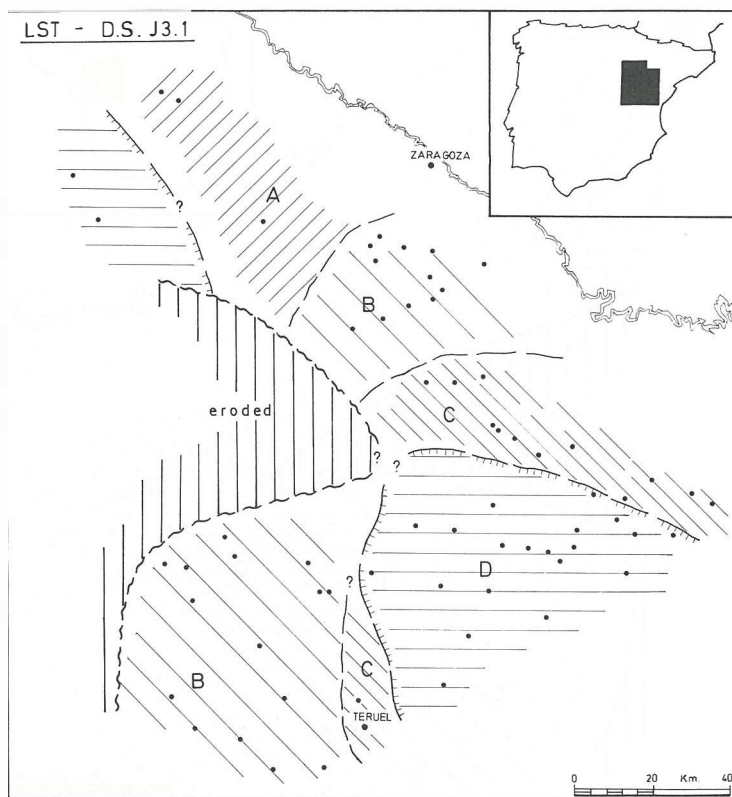 LST - D.S. J3.1
ZARAGOZA
A
?
B
C
eroded
?
?
D
?
B
C
TERUEL
0 20 Km. 40